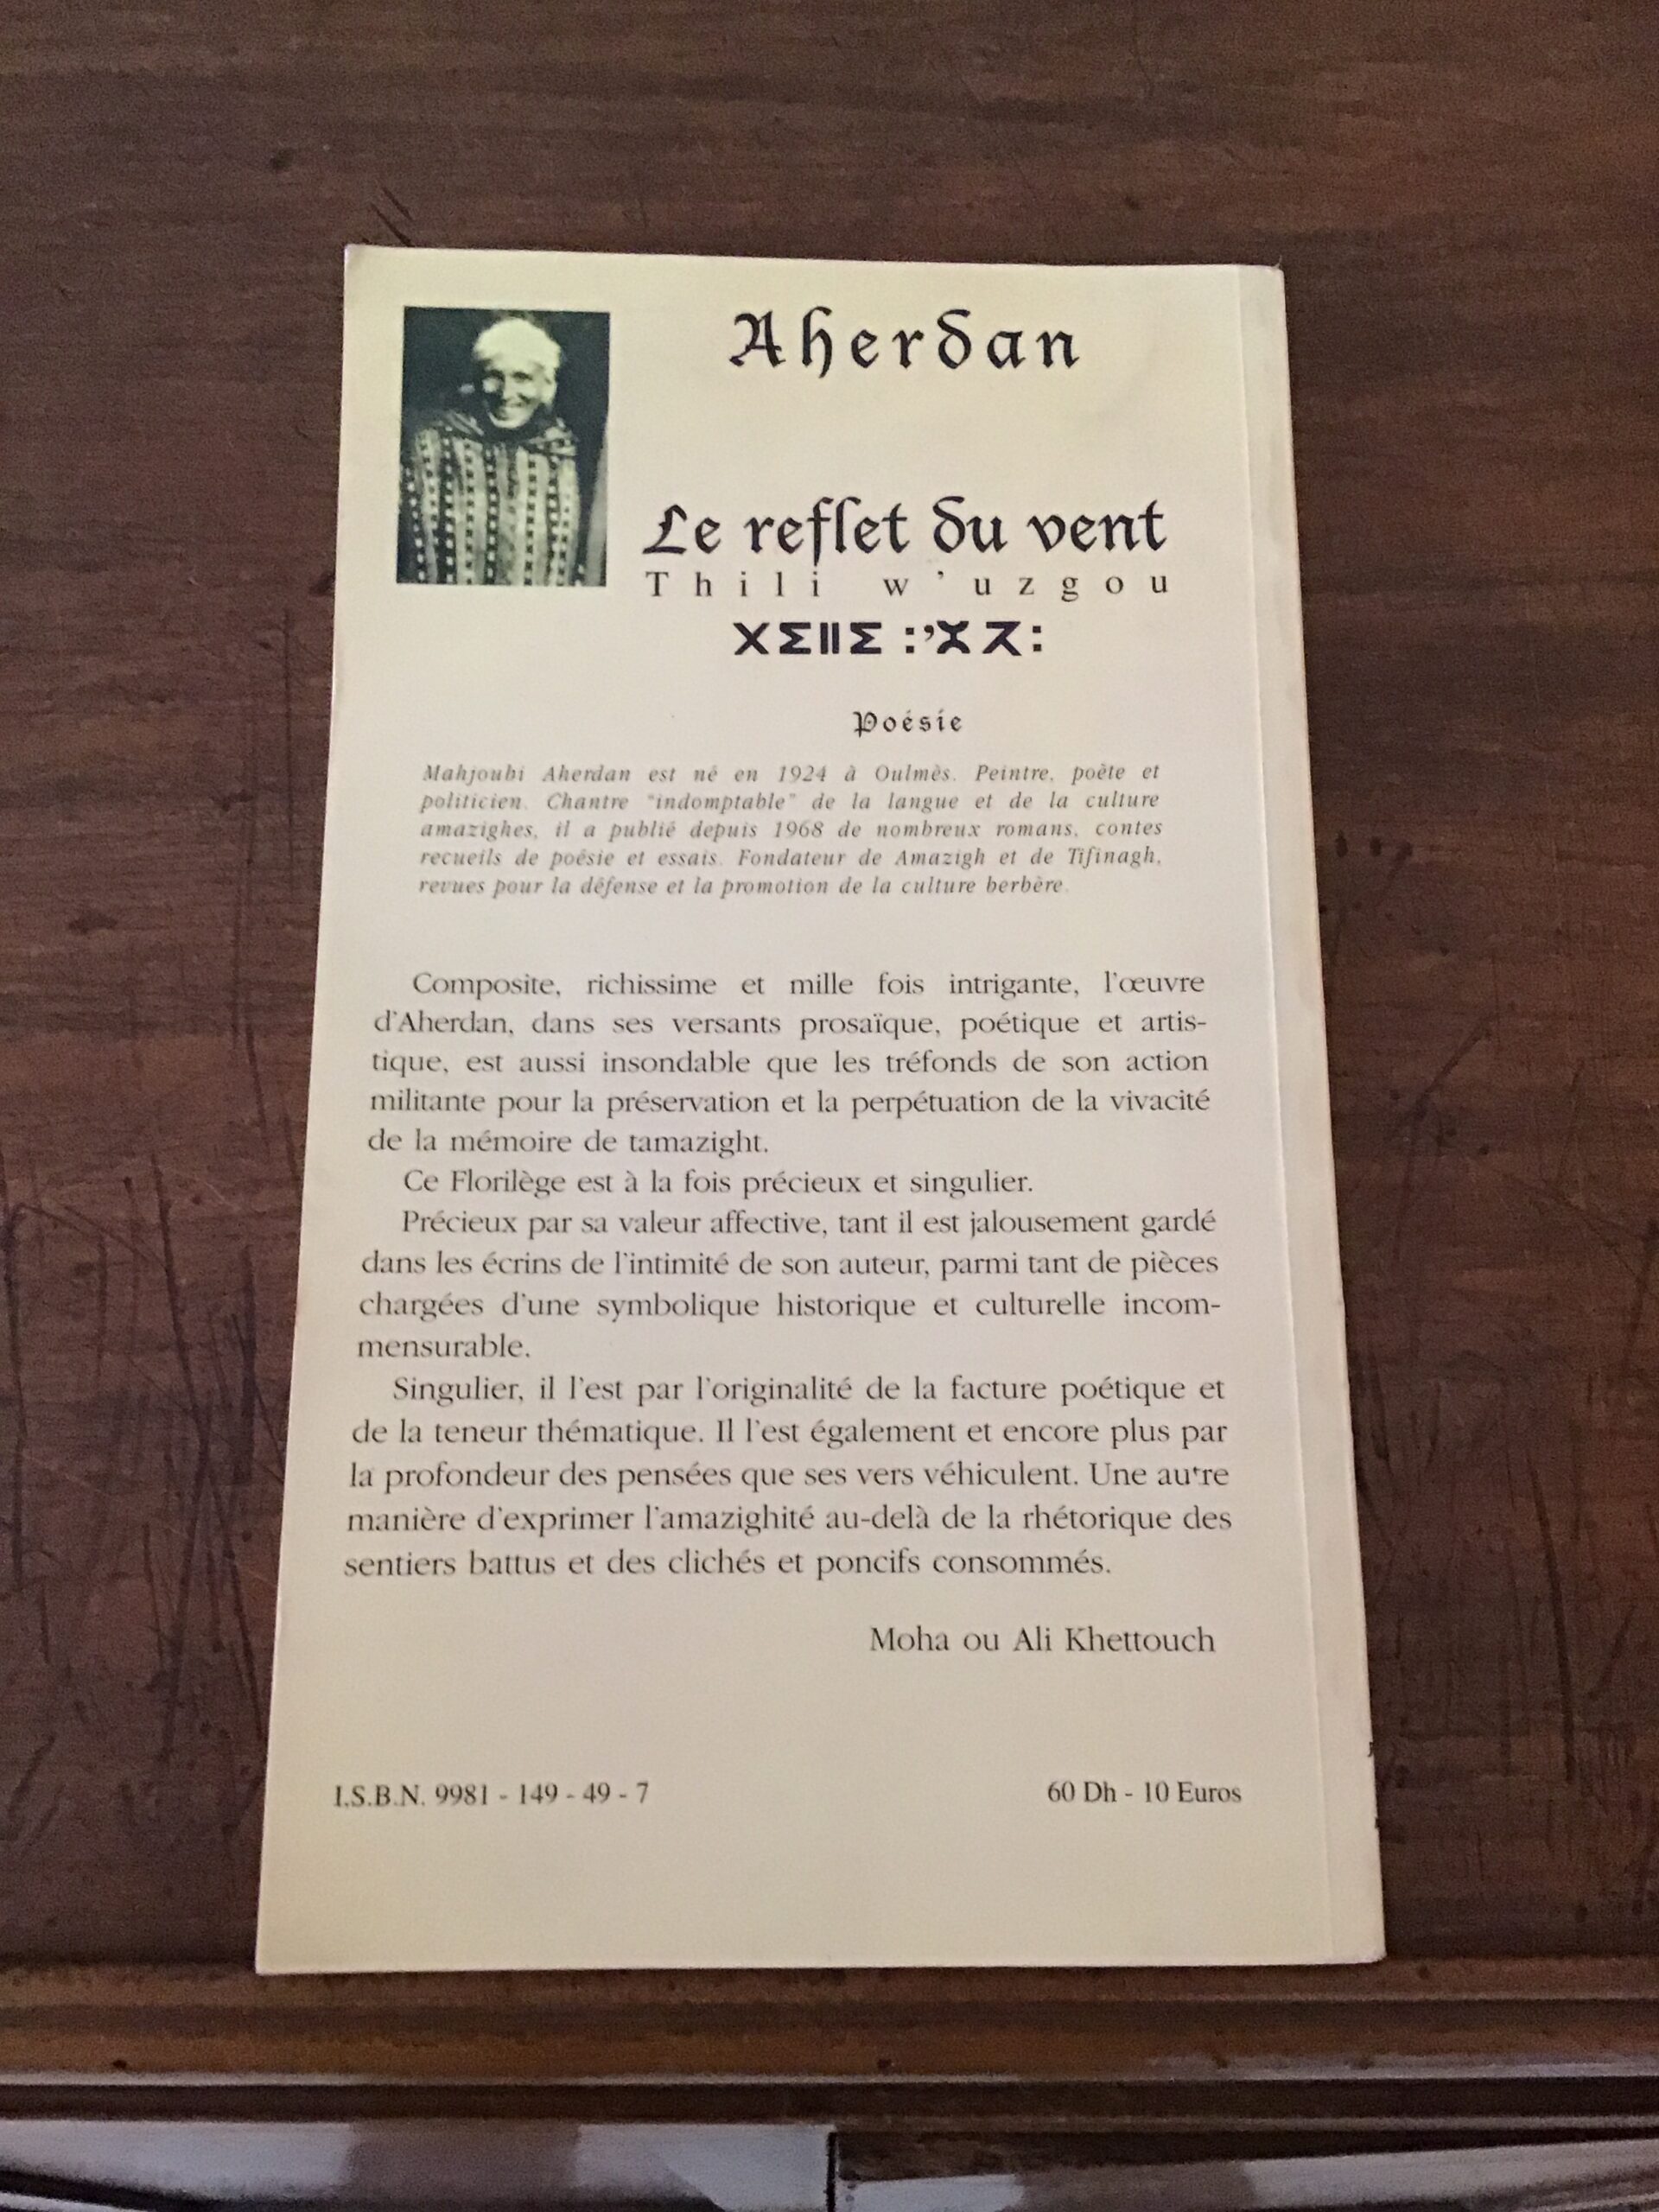 Aherdan
Le reflet du vent
Thili w'uzgou
ⵝⵉⵍⵉ :’ⵣⴳ:
Poésie
Mahjoubi Aherdan est né en 1924 à Oulmès. Peintre, poète et
politicien. Chantre "indomptable" de la langue et de la culture
amazighes, il a publié depuis 1968 de nombreux romans, contes
recueils de poésie et essais. Fondateur de Amazigh et de Tifinagh,
revues pour la défense et la promotion de la culture berbère.
Composite, richissime et mille fois intrigante, l'œuvre
d'Aherdan, dans ses versants prosaïque, poétique et artis-
tique, est aussi insondable que les tréfonds de son action
militante pour la préservation et la perpétuation de la vivacité
de la mémoire de tamazight.
Ce Florilège est à la fois précieux et singulier.
Précieux par sa valeur affective, tant il est jalousement gardé
dans les écrins de l'intimité de son auteur, parmi tant de pièces
chargées d'une symbolique historique et culturelle incom-
mensurable.
Singulier, il l'est par l'originalité de la facture poétique et
de la teneur thématique. Il l'est également et encore plus par
la profondeur des pensées que ses vers véhiculent. Une autre
manière d'exprimer l'amazighité au-delà de la rhétorique des
sentiers battus et des clichés et poncifs consommés.
Moha ou Ali Khettouch
I.S.B.N. 9981 - 149 - 49 - 7
60 Dh - 10 Euros